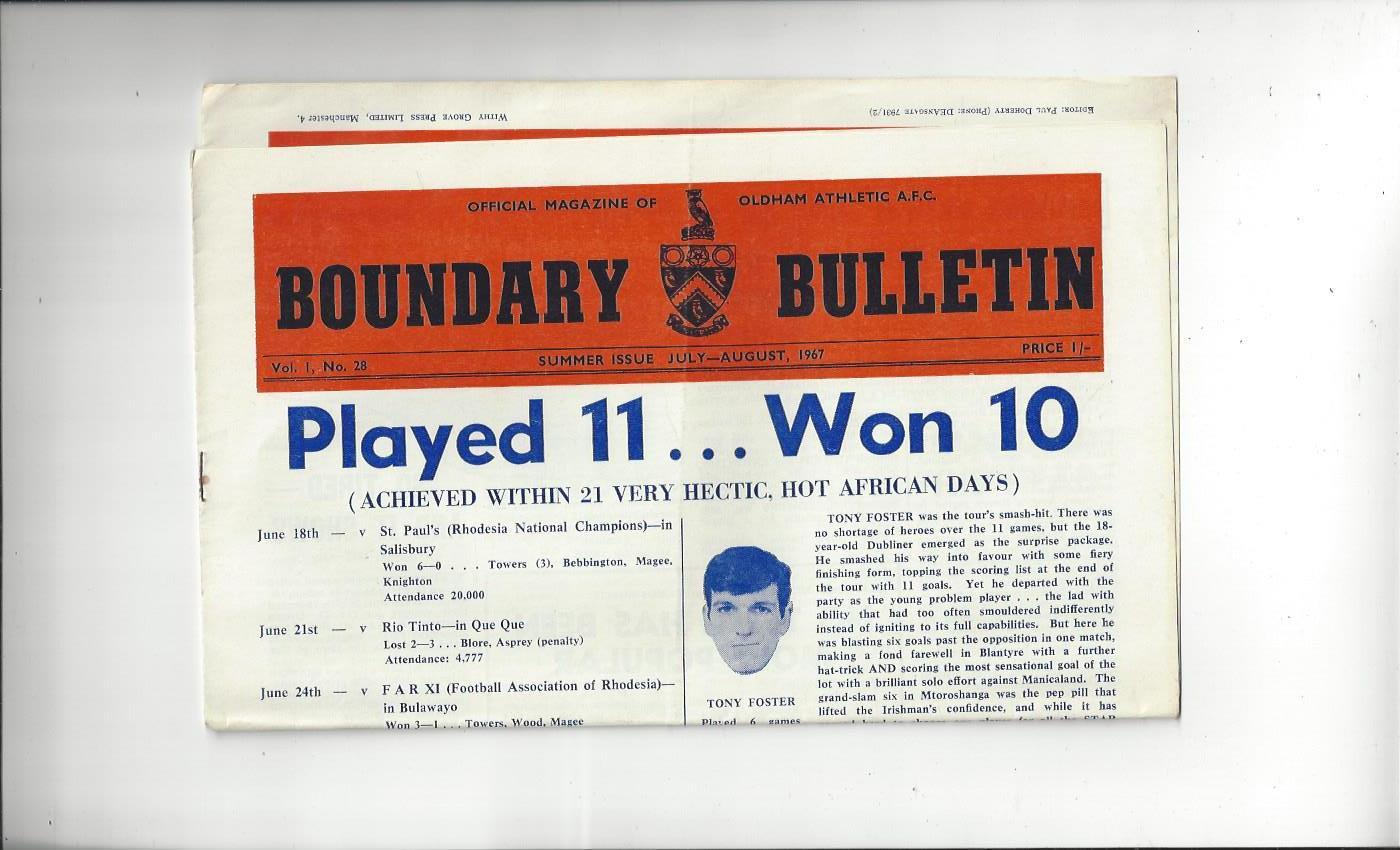 EDITOR: PAUL DOHERTY (PHONE: DEANSGATE 7931/2)
WITHY GROVE PRESS LIMITED, MANCHESTER 4.
OFFICIAL MAGAZINE OF OLDHAM ATHLETIC A.F.C.
BOUNDARY BULLETIN
Vol. 1, No. 28
SUMMER ISSUE JULY—AUGUST, 1967
PRICE 1/-
Played 11... Won 10
(ACHIEVED WITHIN 21 VERY HECTIC, HOT AFRICAN DAYS)
June 18th — v St. Paul's (Rhodesia National Champions)—in
Salisbury
Won 6—0 . . . Towers (3), Bebbington, Magee,
Knighton
Attendance 20,000
June 21st — v Rio Tinto—in Que Que
Lost 2—3 . . . Blore, Asprey (penalty)
Attendance: 4,777
June 24th — v F A R XI (Football Association of Rhodesia)—
in Bulawayo
Won 3—1 . . . Towers, Wood, Magee
TONY FOSTER
Played 6 games
TONY FOSTER was the tour's smash-hit. There was
no shortage of heroes over the 11 games, but the 18-
year-old Dubliner emerged as the surprise package.
He smashed his way into favour with some fiery
finishing form, topping the scoring list at the end of
the tour with 11 goals. Yet he departed with the
party as the young problem player . . . the lad with
ability that had too often smouldered indifferently
instead of igniting to its full capabilities. But here he
was blasting six goals past the opposition in one match,
making a fond farewell in Blantyre with a further
hat-trick AND scoring the most sensational goal of the
lot with a brilliant solo effort against Manicaland. The
grand-slam six in Mtoroshanga was the pep pill that
lifted the Irishman's confidence, and while it has